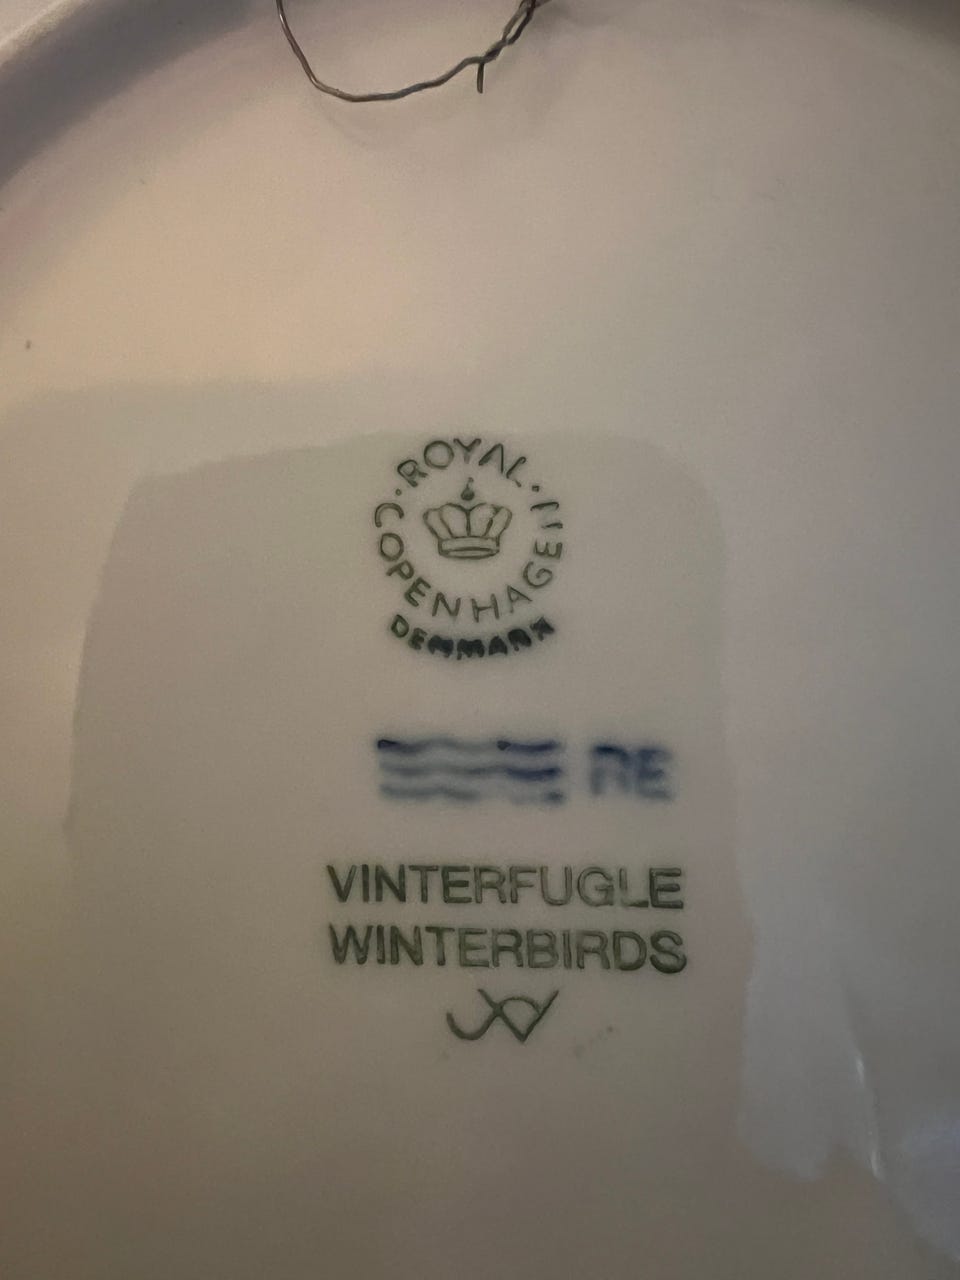 ROYAL COPENHAGEN
DENMARK
RE
VINTERFUGLE
WINTERBIRDS